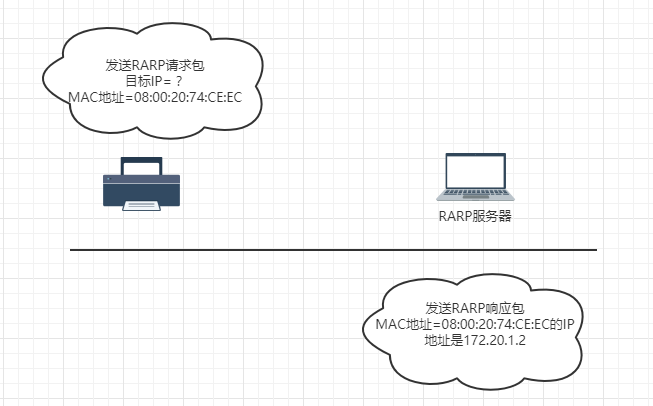 发送RARP请求包
目标IP= ？
MAC地址=08:00:20:74:CE:EC
RARP服务器
发送RARP响应包
MAC地址=08:00:20:74:CE:EC的IP
地址是172.20.1.2